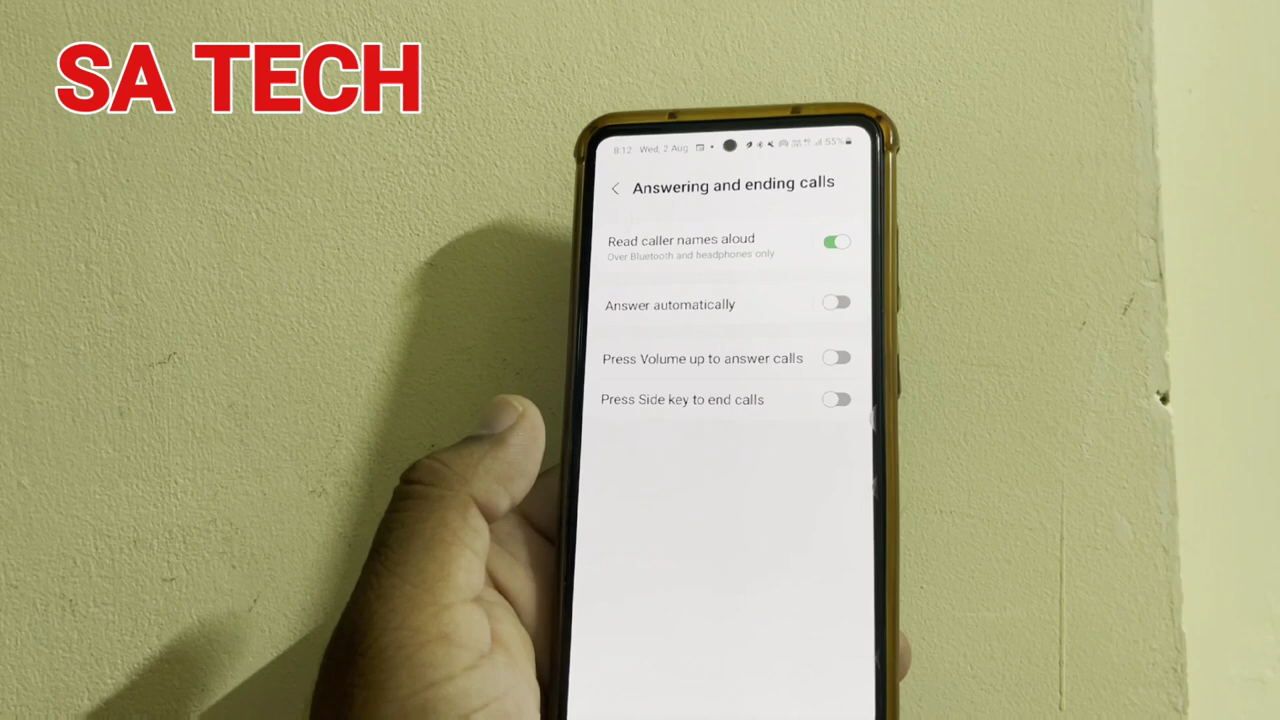 SA TECH
8:12 Wed, 2 Aug 55%
Answering and ending calls
Read caller names aloud
Over Bluetooth and headphones only
Answer automatically
Press Volume up to answer calls
Press Side key to end calls